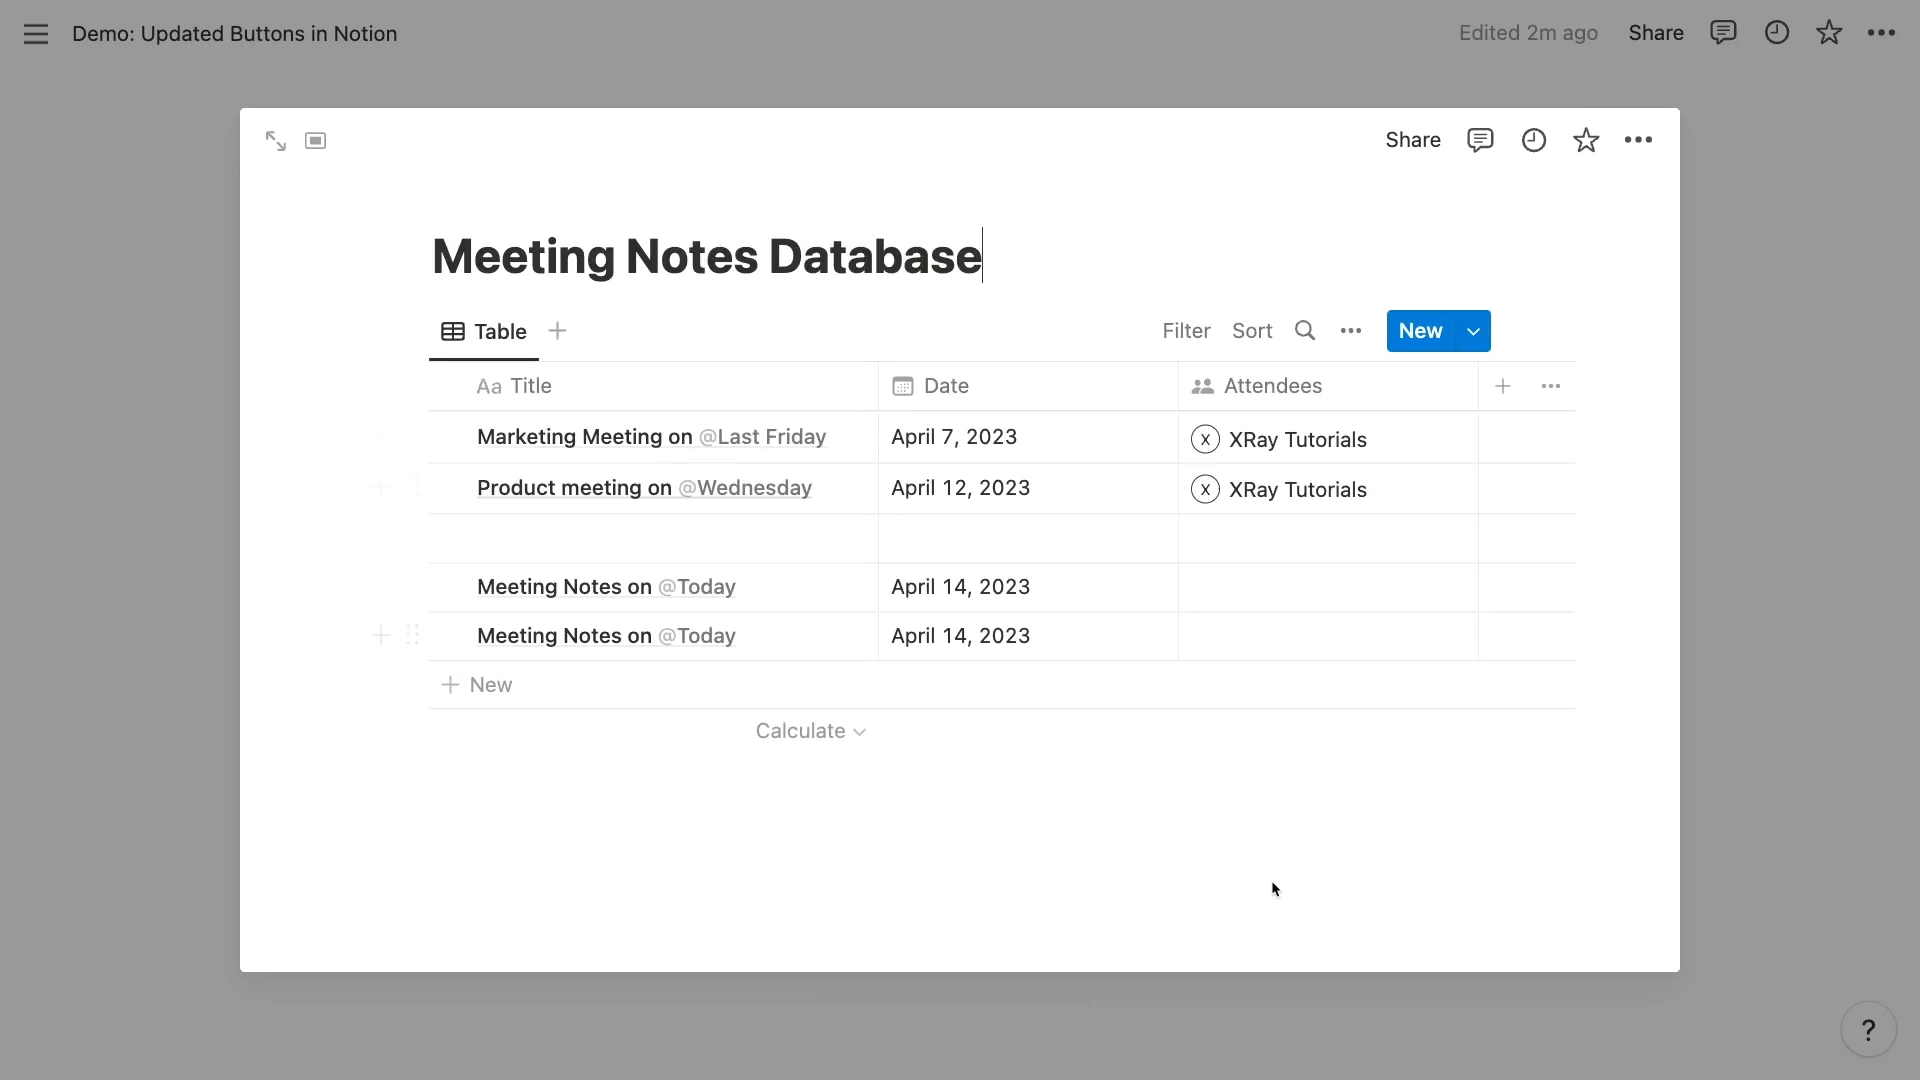 Demo: Updated Buttons in Notion
Edited 2m ago Share
Share
Meeting Notes Database
Table Filter Sort New
Aa Title Date Attendees
Marketing Meeting on @Last Friday April 7, 2023 X XRay Tutorials
Product meeting on @Wednesday April 12, 2023 X XRay Tutorials
Meeting Notes on @Today April 14, 2023
Meeting Notes on @Today April 14, 2023
New
Calculate
?